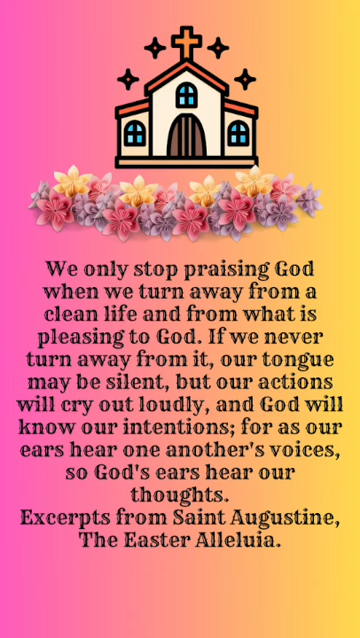 We only stop praising God
when we turn away from a
clean life and from what is
pleasing to God. If we never
turn away from it, our tongue
may be silent, but our actions
will cry out loudly, and God will
know our intentions; for as our
ears hear one another's voices,
so God's ears hear our
thoughts.
Excerpts from Saint Augustine,
The Easter Alleluia.